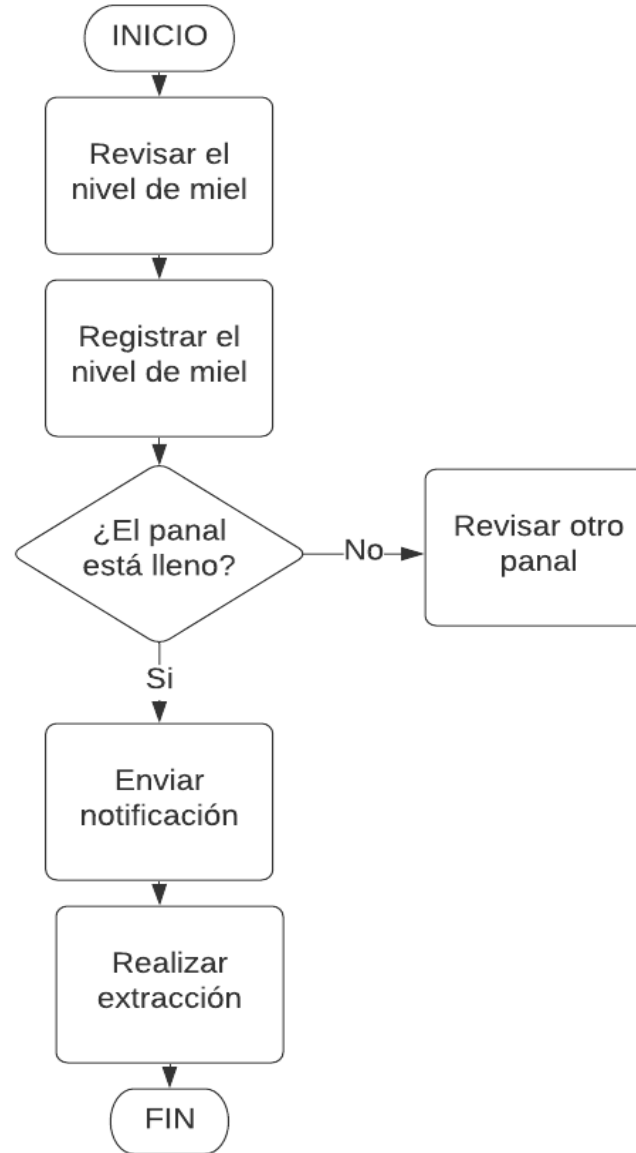 INICIO
Revisar el
nivel de miel
Registrar el
nivel de miel
¿El panal
está lleno?
No
Revisar otro
panal
Si
Enviar
notificación
Realizar
extracción
FIN